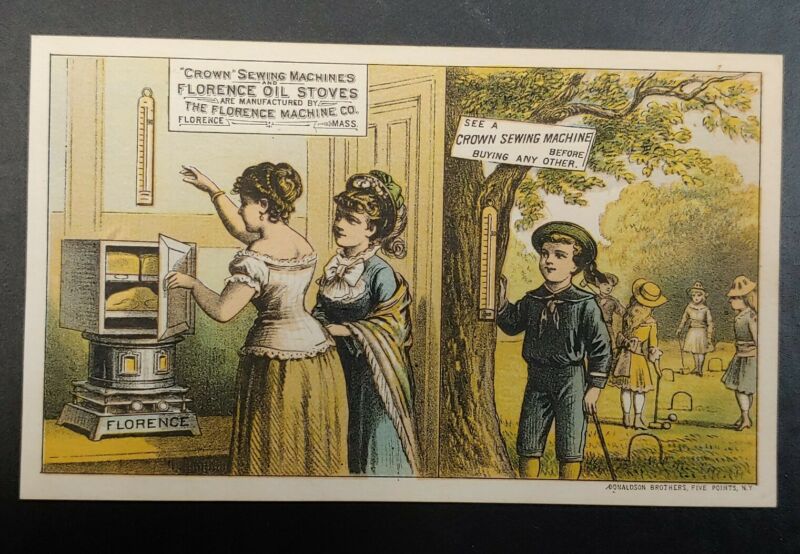 "CROWN" SEWING MACHINES
AND
FLORENCE OIL STOVES
ARE MANUFACTURED BY
THE FLORENCE MACHINE CO.
FLORENCE MASS.
SEE A
CROWN SEWING MACHINE
BEFORE
BUYING ANY OTHER.
FLORENCE
DONALDSON BROTHERS, FIVE POINTS, N.Y.